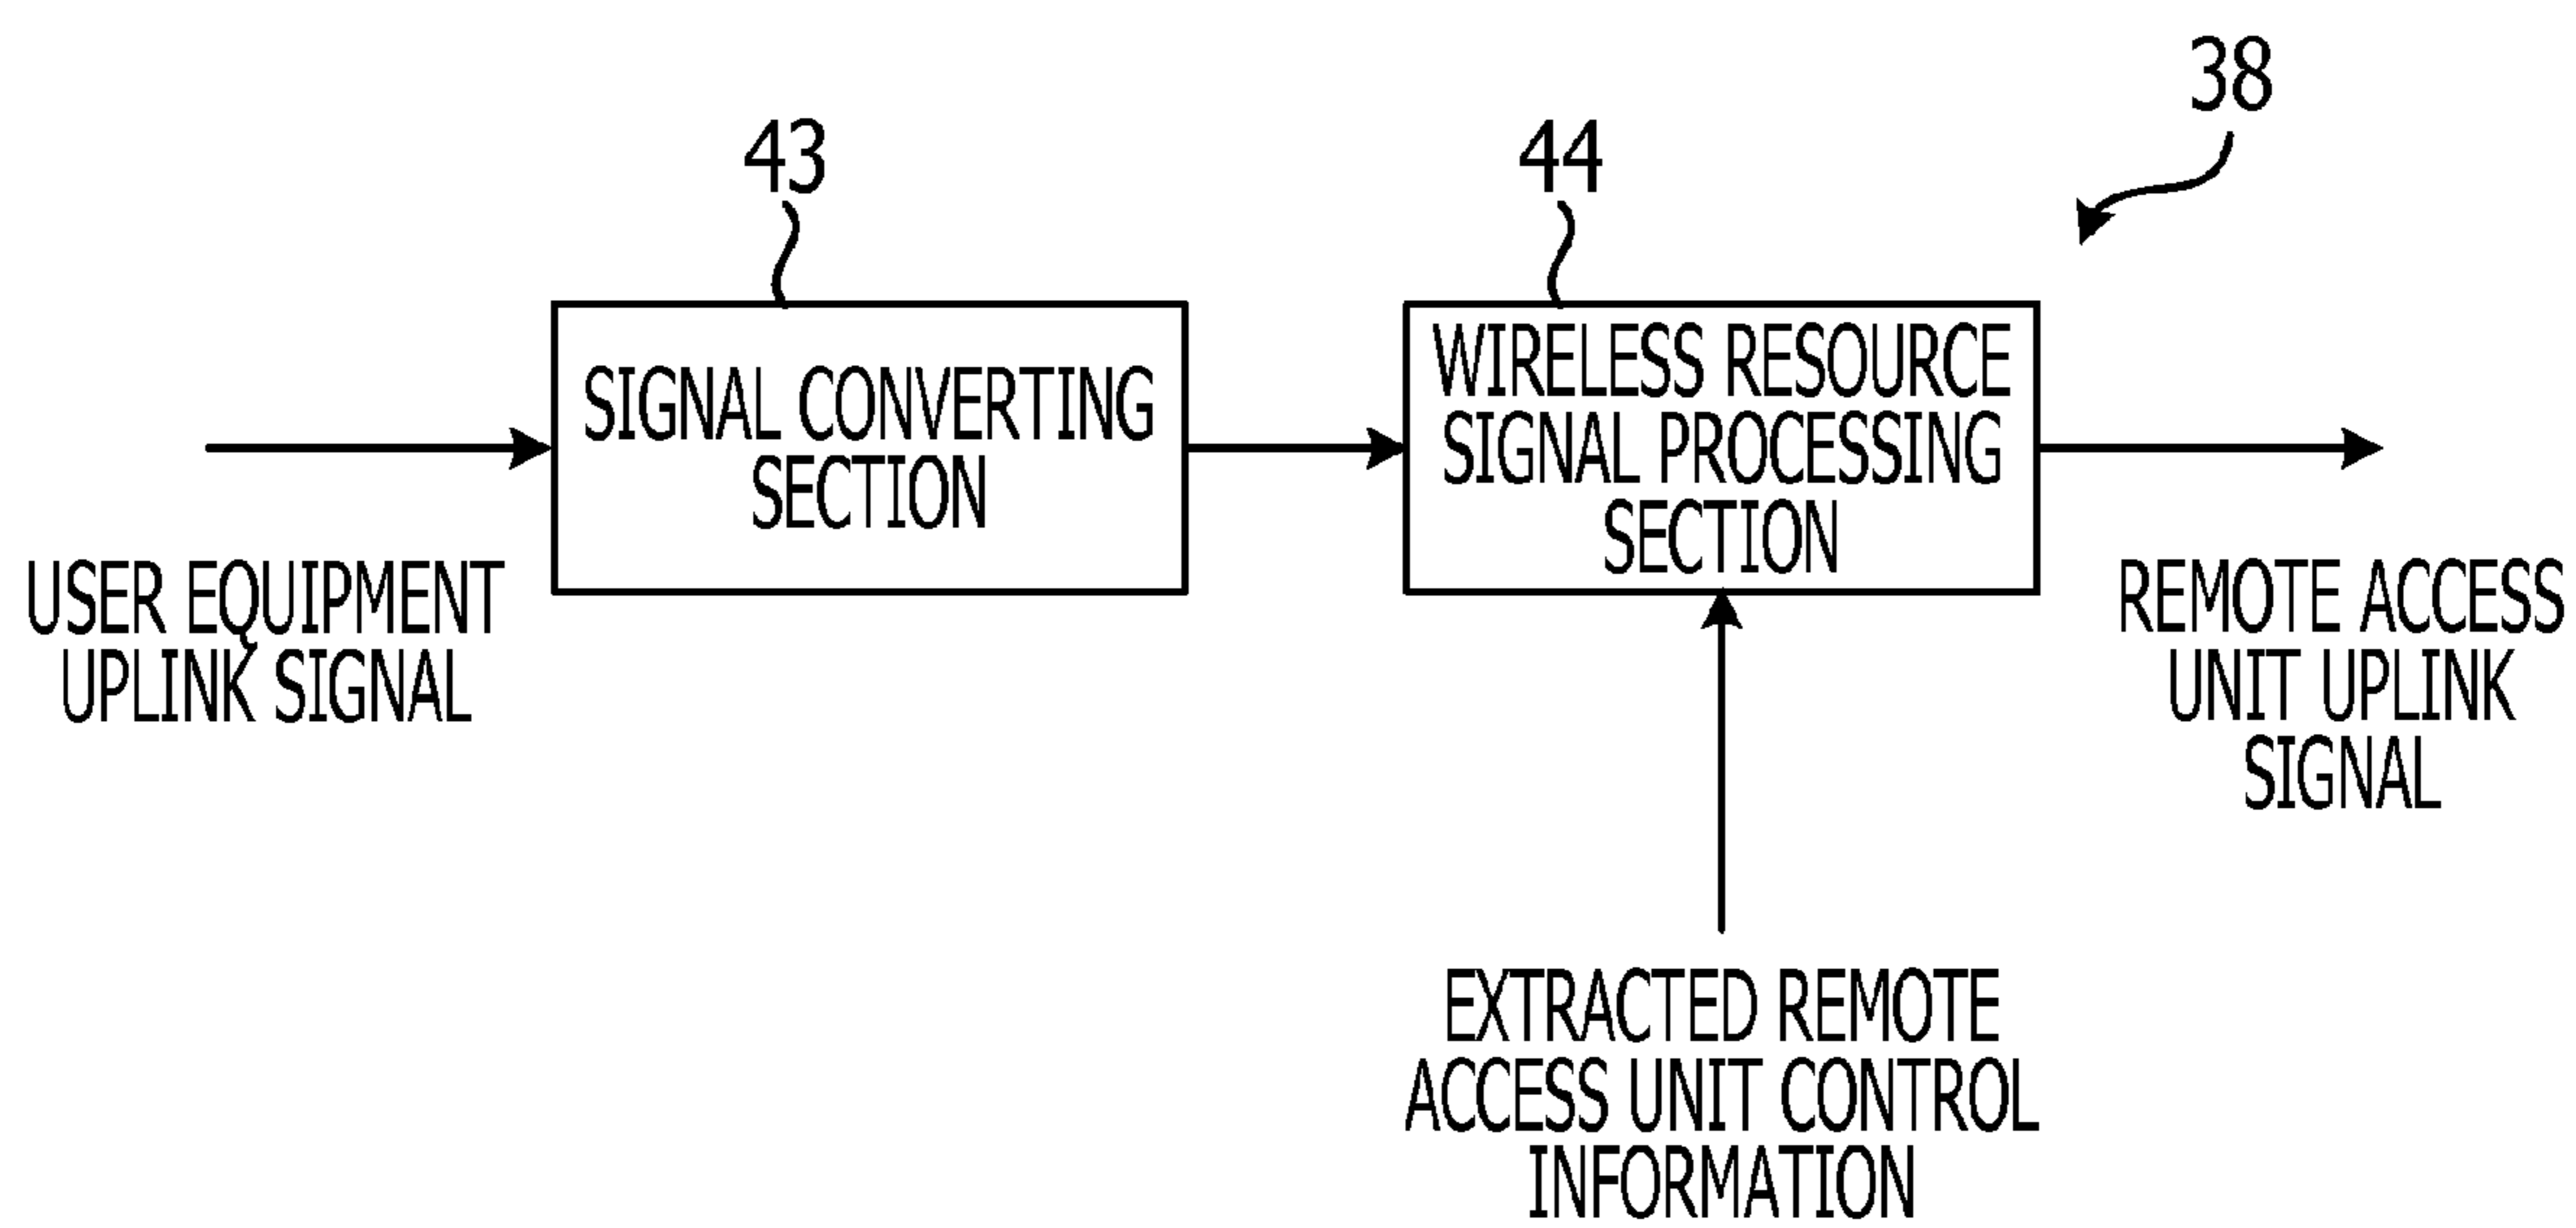 38
43
44
SIGNAL CONVERTING
SECTION
WIRELESS RESOURCE
SIGNAL PROCESSING
SECTION
USER EQUIPMENT
UPLINK SIGNAL
REMOTE ACCESS
UNIT UPLINK
SIGNAL
EXTRACTED REMOTE
ACCESS UNIT CONTROL
INFORMATION